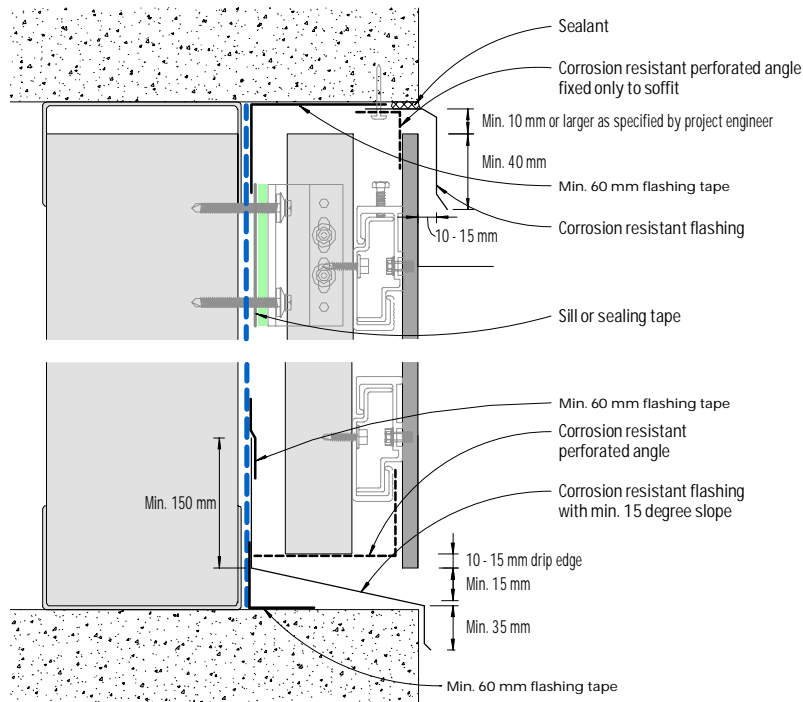 Sealant
Corrosion resistant perforated angle
fixed only to soffit
Min. 10 mm or larger as specified by project engineer
Min. 40 mm
Min. 60 mm flashing tape
Corrosion resistant flashing
10 - 15 mm
Sill or sealing tape
Min. 60 mm flashing tape
Corrosion resistant
perforated angle
Min. 150 mm
Corrosion resistant flashing
with min. 15 degree slope
10 - 15 mm drip edge
Min. 15 mm
Min. 35 mm
Min. 60 mm flashing tape